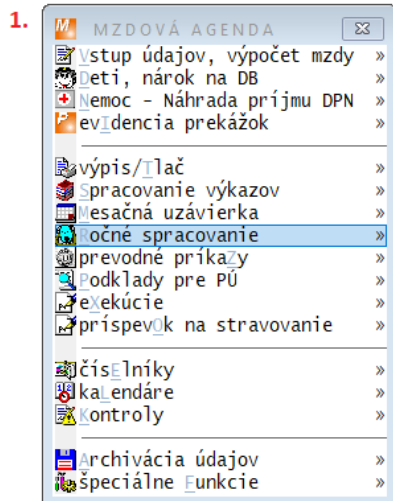 1.
MZDOVÁ AGENDA
Vstup údajov, výpočet mzdy »
Deti, nárok na DB »
Nemoc - Náhrada príjmu DPN »
evIdencia prekážok »
výpis/Tlač »
Spracovanie výkazov »
Mesačná uzávierka »
Ročné spracovanie »
prevodné príkaZy »
Podklady pre PÚ »
eXekúcie »
príspevOk na stravovanie »
čísElníky »
kaLendáre »
Kontroly »
Archivácia údajov »
špeciálne Funkcie »